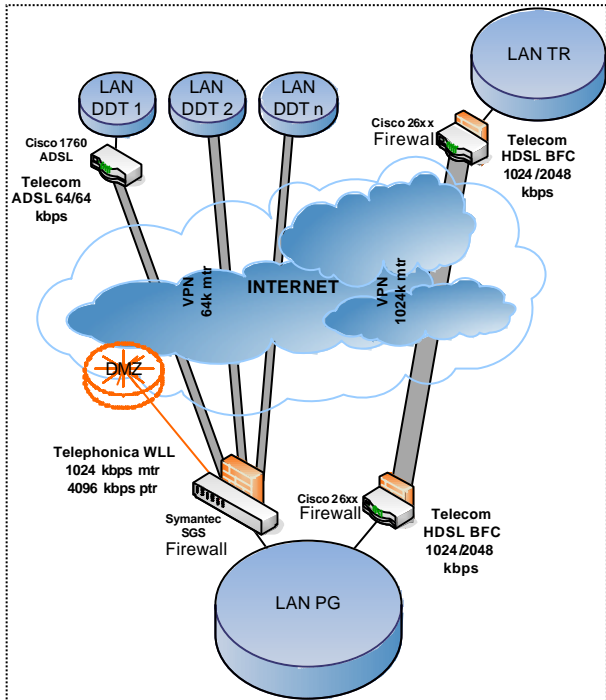 LAN
DDT 1
LAN
DDT 2
LAN
DDT n
LAN TR
Cisco 1760
ADSL
Telecom
ADSL 64/64
kbps
Cisco 26xx
Firewal
Telecom
HDSL BFC
1024 /2048
kbps
VPN
64k mtr
INTERNET
VPN
1024k mtr
DMZ
Telephonica WLL
1024 kbps mtr
4096 kbps ptr
Symantec
SGS
Firewall
Cisco 26xx
Firewall
Telecom
HDSL BFC
1024/2048
kbps
LAN PG